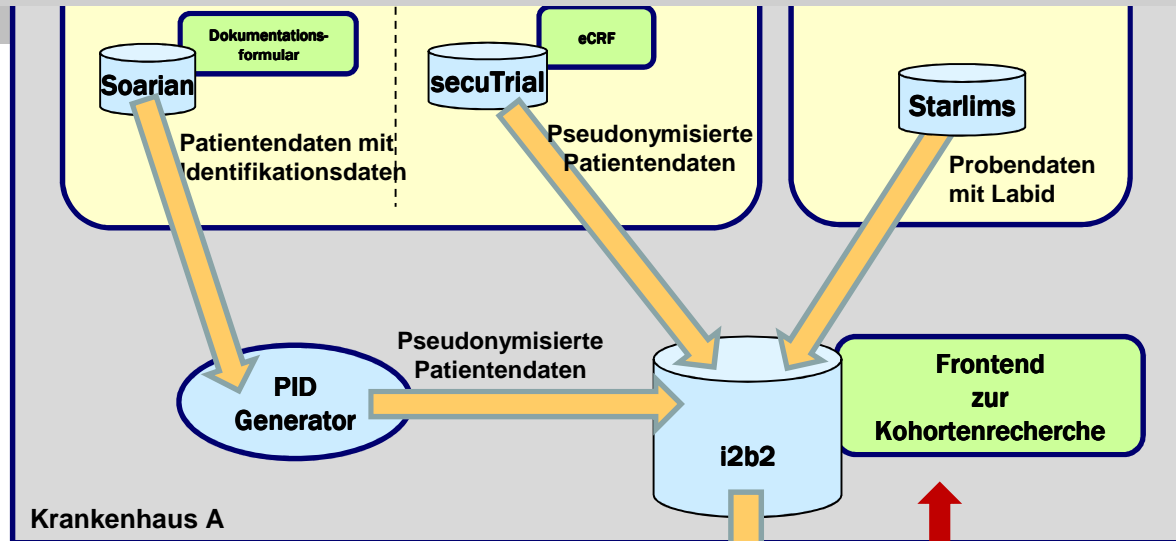 Dokumentations-
formular
Soarian
Patientendaten mit
Identifikationsdaten
eCRF
secuTrial
Pseudonymisierte
Patientendaten
Starlims
Probendaten
mit Labid
PID
Generator
Pseudonymisierte
Patientendaten
i2b2
Frontend
zur
Kohortenrecherche
Krankenhaus A